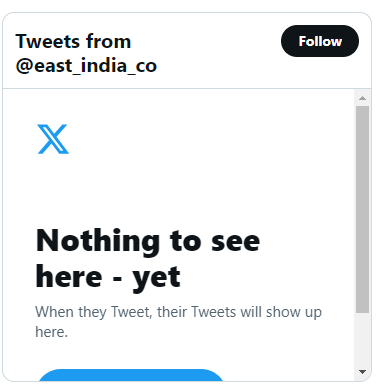 Tweets from
@east_india_co
Follow
Nothing to see
here - yet
When they Tweet, their Tweets will show up
here.